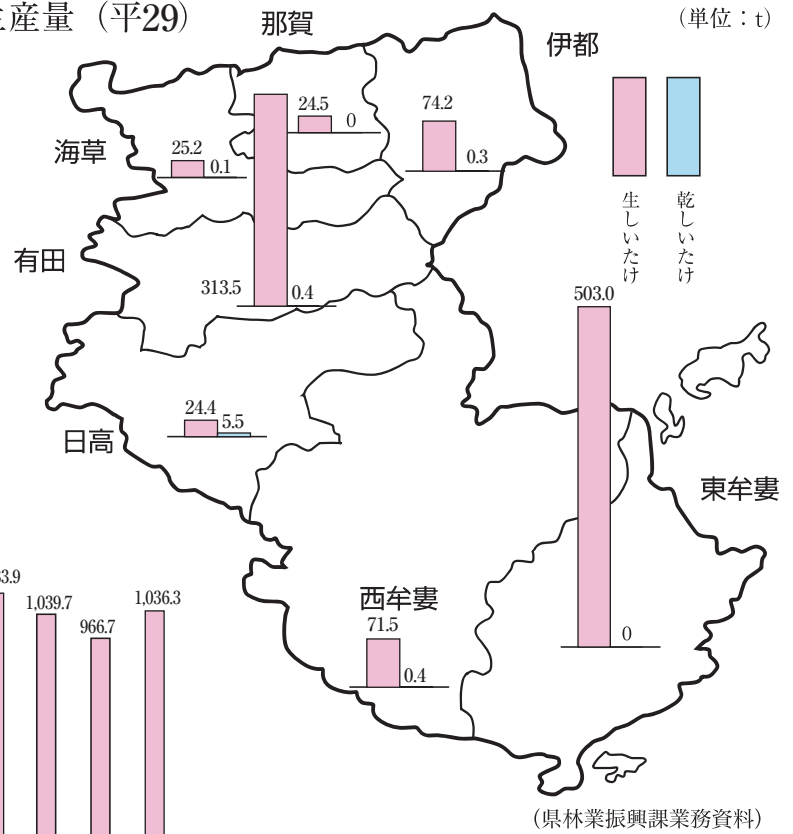 産量（平29）
（単位：t）
那賀
伊都
74.2
0.3
24.5
0
海草
25.2
0.1
生しいたけ
乾しいたけ
有田
313.5
0.4
503.0
0
24.4
5.5
日高
東牟婁
西牟婁
71.5
0.4
3.9
1,039.7
966.7
1,036.3
（県林業振興課業務資料）